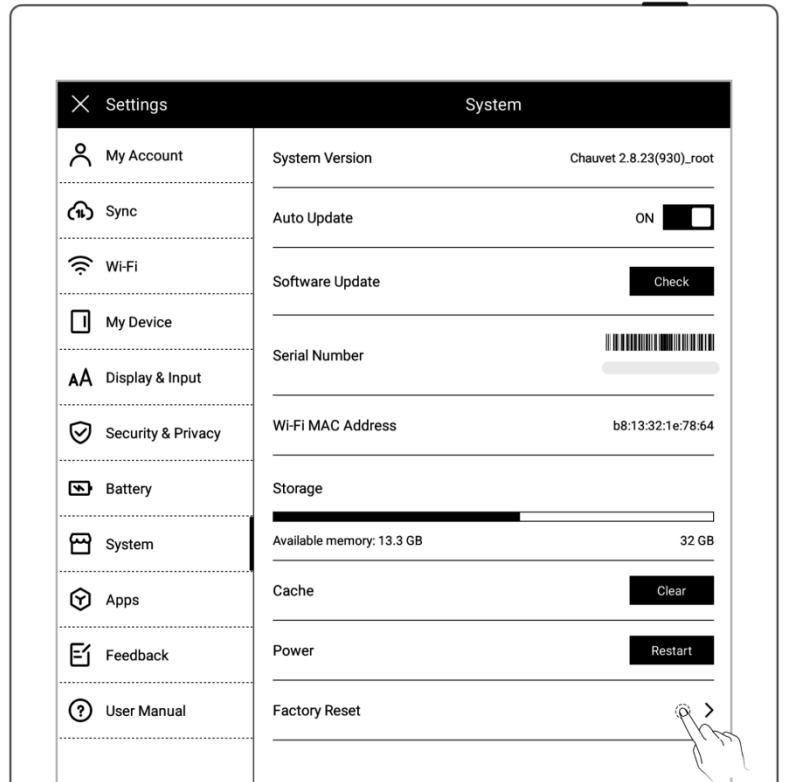 Settings
System
My Account
Sync
Wi-Fi
My Device
Display & Input
Security & Privacy
Battery
System
Apps
Feedback
User Manual
System Version Chauvet 2.8.23(930)_root
Auto Update ON
Software Update Check
Serial Number
Wi-Fi MAC Address b8:13:32:1e:78:64
Storage
Available memory: 13.3 GB 32 GB
Cache Clear
Power Restart
Factory Reset